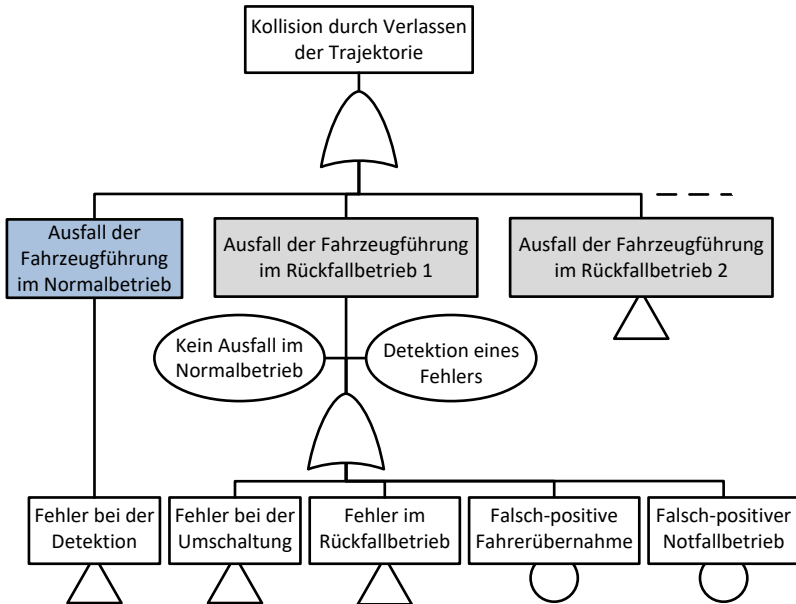 Kollision durch Verlassen
der Trajektorie
Ausfall der
Fahrzeugführung
im Normalbetrieb
Ausfall der Fahrzeugführung
im Rückfallbetrieb 1
Ausfall der Fahrzeugführung
im Rückfallbetrieb 2
Kein Ausfall im
Normalbetrieb
Detektion eines
Fehlers
Fehler bei der
Detektion
Fehler bei der
Umschaltung
Fehler im
Rückfallbetrieb
Falsch-positive
Fahrerübernahme
Falsch-positiver
Notfallbetrieb